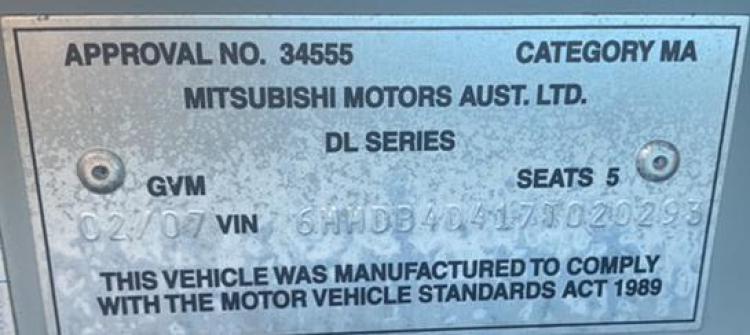 APPROVAL NO. 34555 CATEGORY MA
MITSUBISHI MOTORS AUST. LTD.
DL SERIES
GVM SEATS 5
02/07 VIN 6MMDB40417T020293
THIS VEHICLE WAS MANUFACTURED TO COMPLY
WITH THE MOTOR VEHICLE STANDARDS ACT 1989